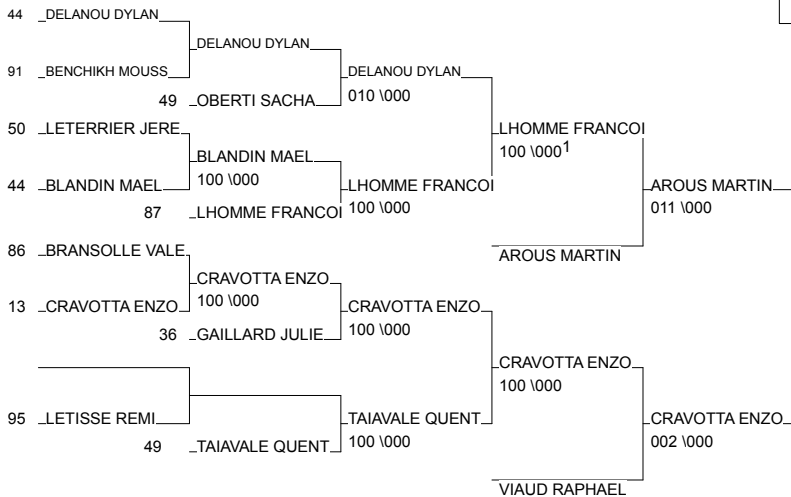 44 DELANOU DYLAN
DELANOU DYLAN
91 BENCHIKH MOUSS
DELANOU DYLAN
49 OBERTI SACHA
010 \000
50 LETERRIER JERE
LHOMME FRANCOI
BLANDIN MAEL
100 \000 1
100 \000
44 BLANDIN MAEL
LHOMME FRANCOI
AROUS MARTIN
87 LHOMME FRANCOI
100 \000
011 \000
86 BRANSOLLE VALE
AROUS MARTIN
CRAVOTTA ENZO
100 \000
13 CRAVOTTA ENZO
CRAVOTTA ENZO
36 GAILLARD JULIE
100 \000
CRAVOTTA ENZO
100 \000
95 LETISSE REMI
TAIAVALE QUENT
CRAVOTTA ENZO
49 TAIAVALE QUENT
100 \000
002 \000
VIAUD RAPHAEL